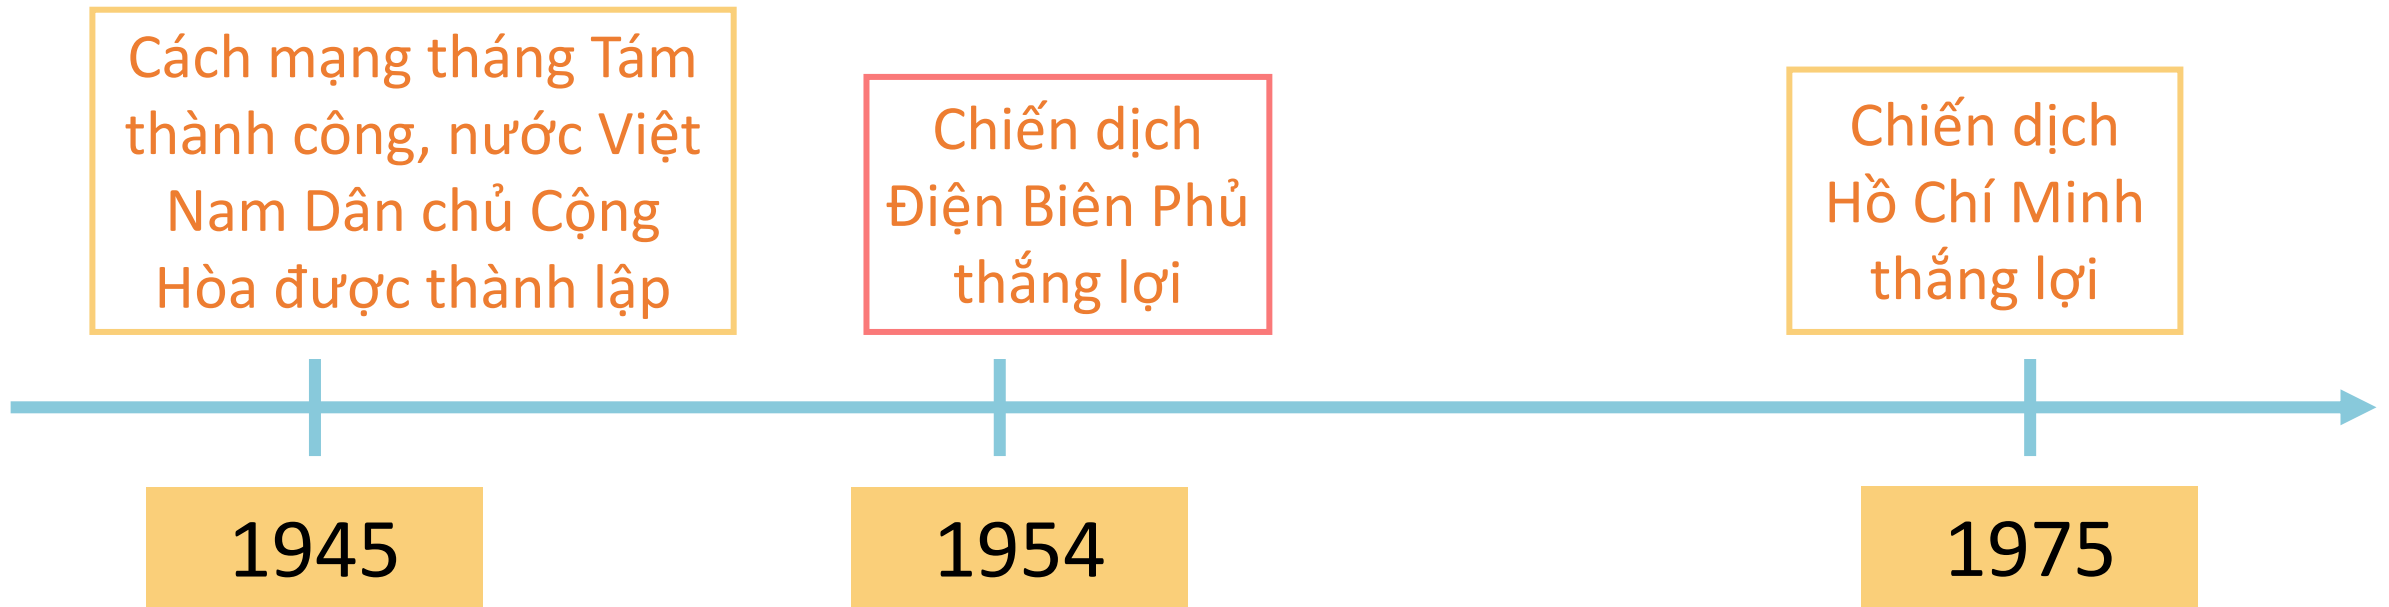 Cách mạng tháng Tám
thành công, nước Việt
Nam Dân chủ Cộng
Hòa được thành lập
Chiến dịch
Điện Biên Phủ
thắng lợi
Chiến dịch
Hồ Chí Minh
thắng lợi
1945
1954
1975